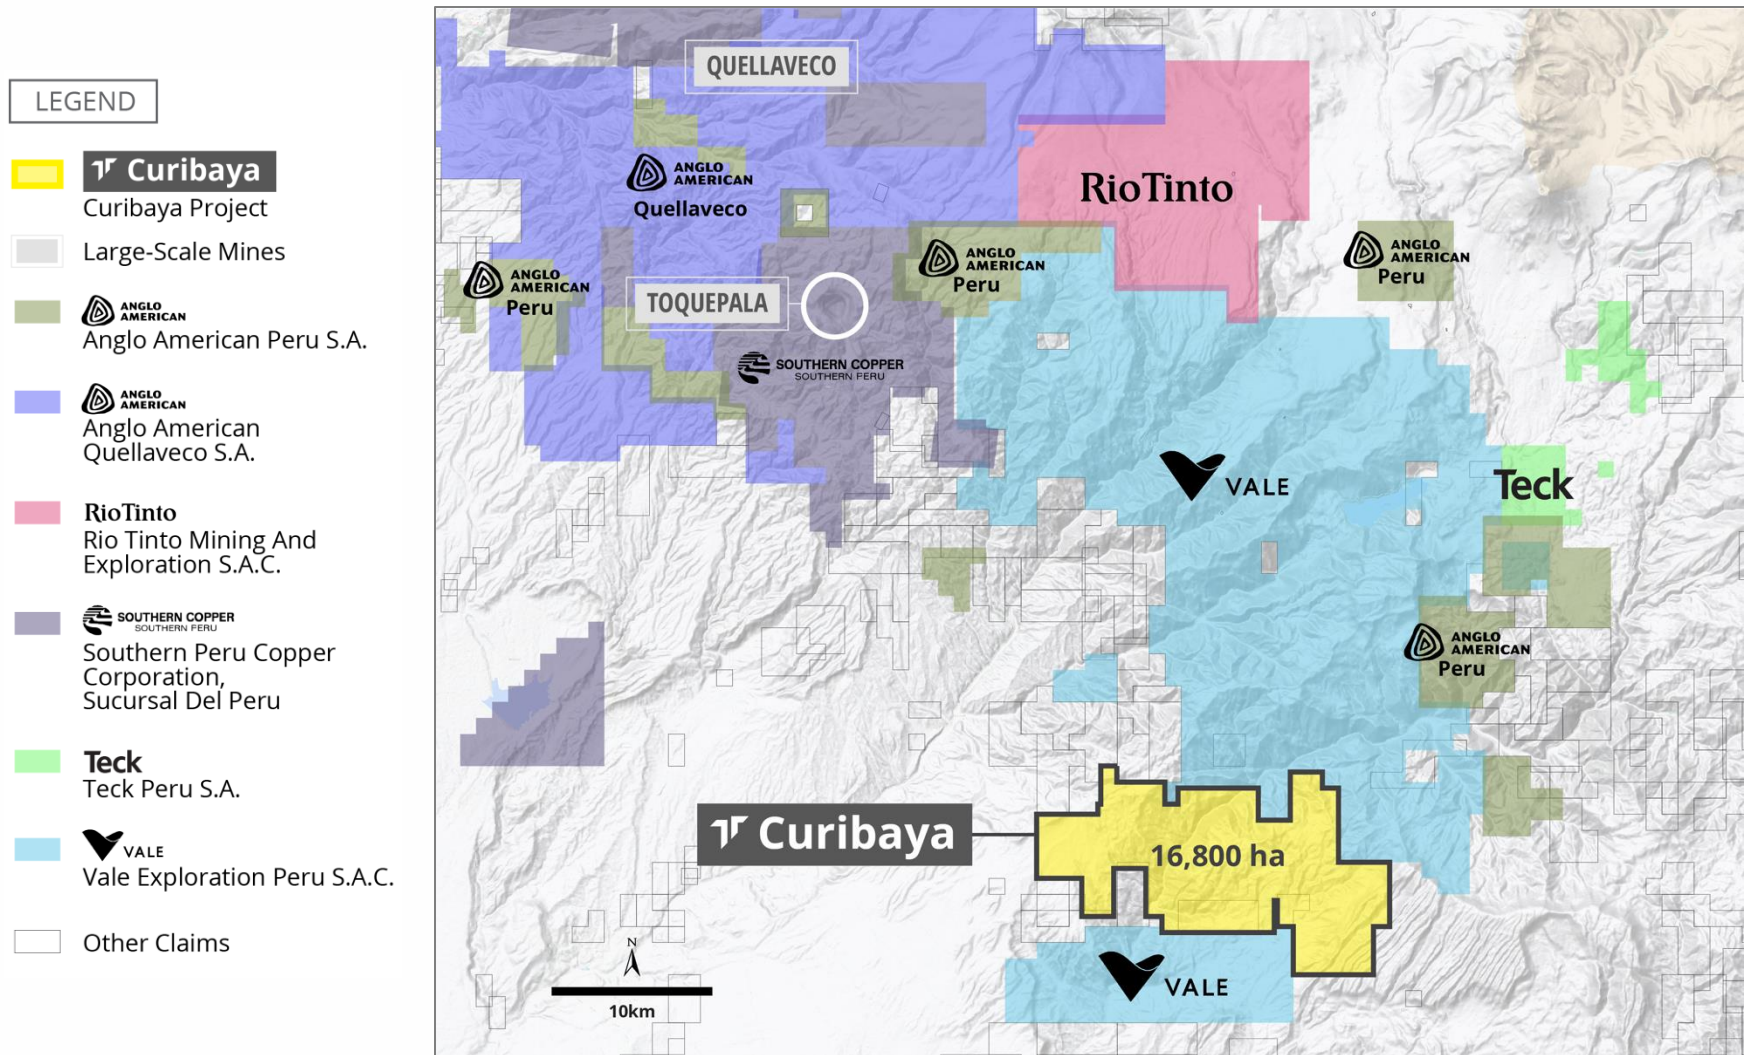 LEGEND
Curibaya
Curibaya Project
Large-Scale Mines
ANGLO
AMERICAN
Anglo American Peru S.A.
ANGLO
AMERICAN
Anglo American
Quellaveco S.A.
RioTinto
Rio Tinto Mining And
Exploration S.A.C.
SOUTHERN COPPER
SOUTHERN PERU
Southern Peru Copper
Corporation,
Sucursal Del Peru
Teck
Teck Peru S.A.
VALE
Vale Exploration Peru S.A.C.
Other Claims
QUELLAVECO
ANGLO
AMERICAN
Quellaveco
RioTinto
ANGLO
AMERICAN
Peru
ANGLO
AMERICAN
Peru
ANGLO
AMERICAN
Peru
TOQUEPALA
SOUTHERN COPPER
SOUTHERN PERU
VALE
Teck
ANGLO
AMERICAN
Peru
Curibaya
16,800 ha
VALE
N
10km